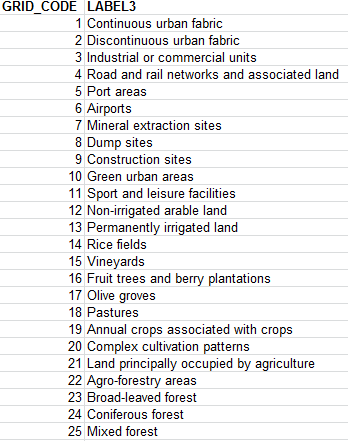 GRID_CODE LABEL3
1 Continuous urban fabric
2 Discontinuous urban fabric
3 Industrial or commercial units
4 Road and rail networks and associated land
5 Port areas
6 Airports
7 Mineral extraction sites
8 Dump sites
9 Construction sites
10 Green urban areas
11 Sport and leisure facilities
12 Non-irrigated arable land
13 Permanently irrigated land
14 Rice fields
15 Vineyards
16 Fruit trees and berry plantations
17 Olive groves
18 Pastures
19 Annual crops associated with crops
20 Complex cultivation patterns
21 Land principally occupied by agriculture
22 Agro-forestry areas
23 Broad-leaved forest
24 Coniferous forest
25 Mixed forest